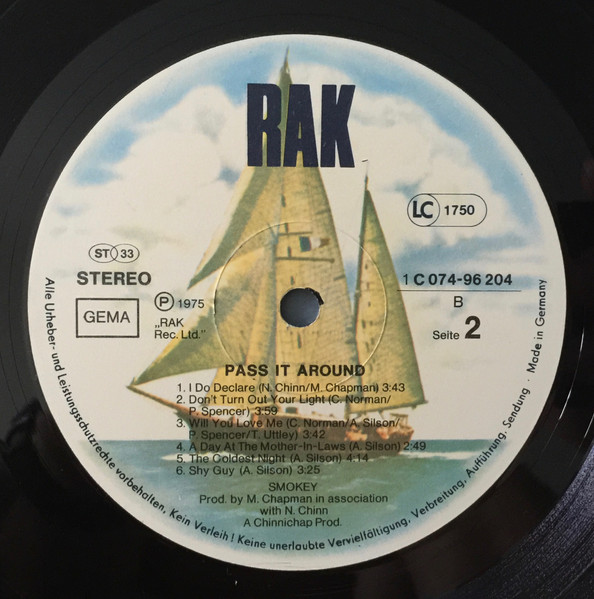 RAK
LC 1750
ST 33
STEREO
GEMA
P 1975
„RAK
Rec. Ltd."
1 C 074-96 204
B
Seite 2
PASS IT AROUND
1. I Do Declare (N. Chinn/M. Chapman) 3:43
2. Don't Turn Out Your Light (C. Norman/
P. Spencer) 3:59
3. Will You Love Me (C. Norman/A. Silson/
P. Spencer/T. Uttley) 3:42
4. A Day At The Mother-In-Laws (A. Silson) 2:49
5. The Coldest Night (A. Silson) 4:14
6. Shy Guy (A. Silson) 3:25
SMOKEY
Prod. by M. Chapman in association
with N. Chinn
A Chinnichap Prod.
Alle Urheber- und Leistungsschutzrechte vorbehalten. Kein Verleih! Keine unerlaubte Vervielfältigung, Verbreitung, Aufführung, Sendung · Made in Germany